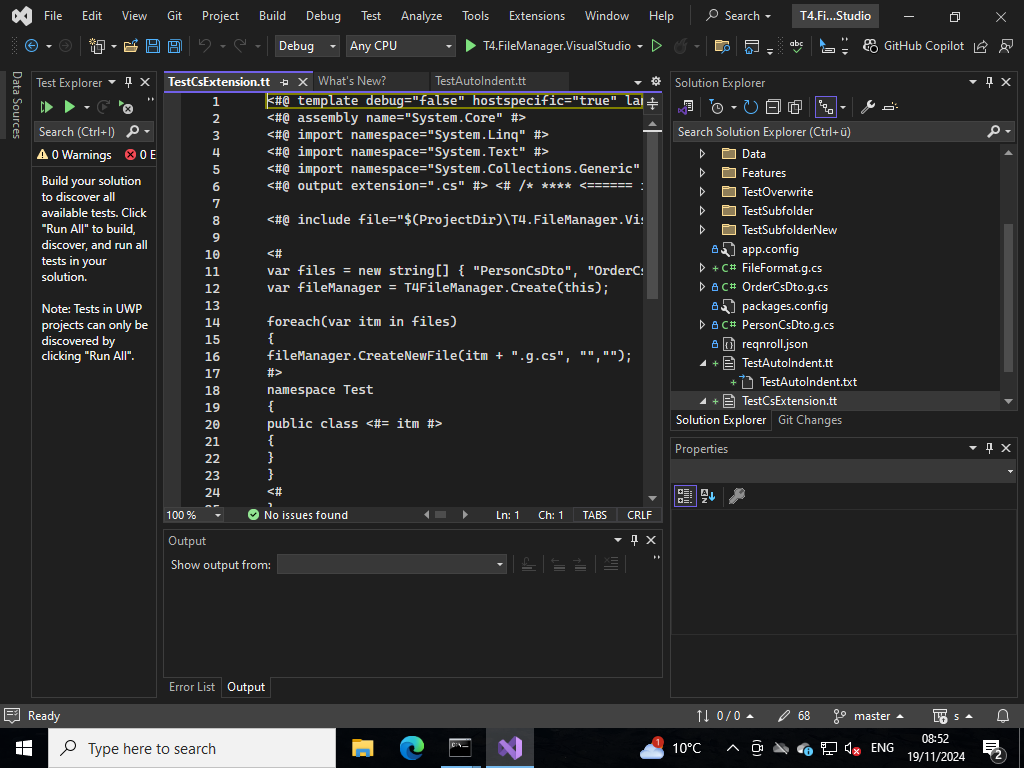 File Edit View Git Project Build Debug Test Analyze Tools Extensions Window Help Search T4.Fi...Studio
Debug Any CPU T4.FileManager.VisualStudio GitHub Copilot
Data Sources
Test Explorer
Search (Ctrl+I)
0 Warnings 0 E
Build your solution
to discover all
available tests. Click
"Run All" to build,
discover, and run all
tests in your
solution.
Note: Tests in UWP
projects can only be
discovered by
clicking "Run All".
TestCsExtension.tt What's New? TestAutoIndent.tt
1 <#@ template debug="false" hostspecific="true" la
2 <#@ assembly name="System.Core" #>
3 <#@ import namespace="System.Linq" #>
4 <#@ import namespace="System.Text" #>
5 <#@ import namespace="System.Collections.Generic"
6 <#@ output extension=".cs" #> <# /* **** <======
7
8 <#@ include file="$(ProjectDir)\T4.FileManager.Vis
9
10 <#
11 var files = new string[] { "PersonCsDto", "OrderCs
12 var fileManager = T4FileManager.Create(this);
13
14 foreach(var itm in files)
15 {
16 fileManager.CreateNewFile(itm + ".g.cs", "","");
17 #>
18 namespace Test
19 {
20 public class <#= itm #>
21 {
22 }
23 }
24 <#
100 % No issues found Ln: 1 Ch: 1 TABS CRLF
Output
Show output from:
Error List Output
Solution Explorer
Search Solution Explorer (Ctrl+ü)
Data
Features
TestOverwrite
TestSubfolder
TestSubfolderNew
app.config
C# FileFormat.g.cs
C# OrderCsDto.g.cs
packages.config
C# PersonCsDto.g.cs
reqnroll.json
TestAutoIndent.tt
TestAutoIndent.txt
TestCsExtension.tt
Solution Explorer Git Changes
Properties
Ready 0 / 0 68 master s
Type here to search 1 10°C ENG 08:52
19/11/2024 2